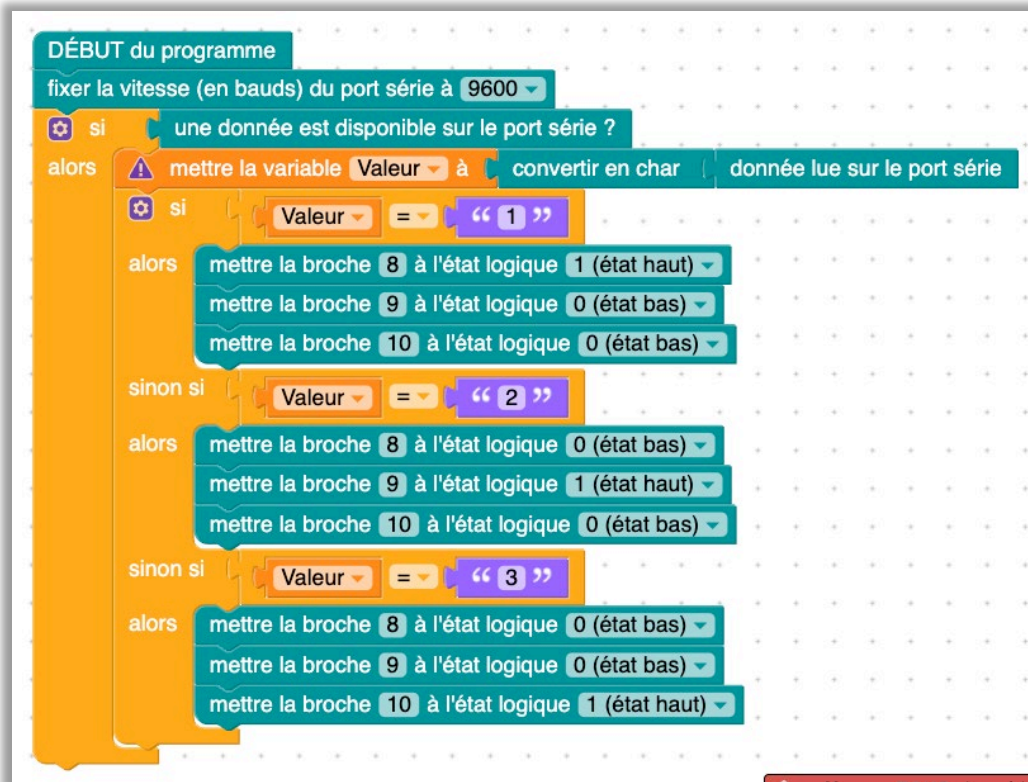 DÉBUT du programme
fixer la vitesse (en bauds) du port série à 9600
si une donnée est disponible sur le port série ?
alors mettre la variable Valeur à convertir en char donnée lue sur le port série
si Valeur = “ 1 ”
alors mettre la broche 8 à l'état logique 1 (état haut)
mettre la broche 9 à l'état logique 0 (état bas)
mettre la broche 10 à l'état logique 0 (état bas)
sinon si Valeur = “ 2 ”
alors mettre la broche 8 à l'état logique 0 (état bas)
mettre la broche 9 à l'état logique 1 (état haut)
mettre la broche 10 à l'état logique 0 (état bas)
sinon si Valeur = “ 3 ”
alors mettre la broche 8 à l'état logique 0 (état bas)
mettre la broche 9 à l'état logique 0 (état bas)
mettre la broche 10 à l'état logique 1 (état haut)